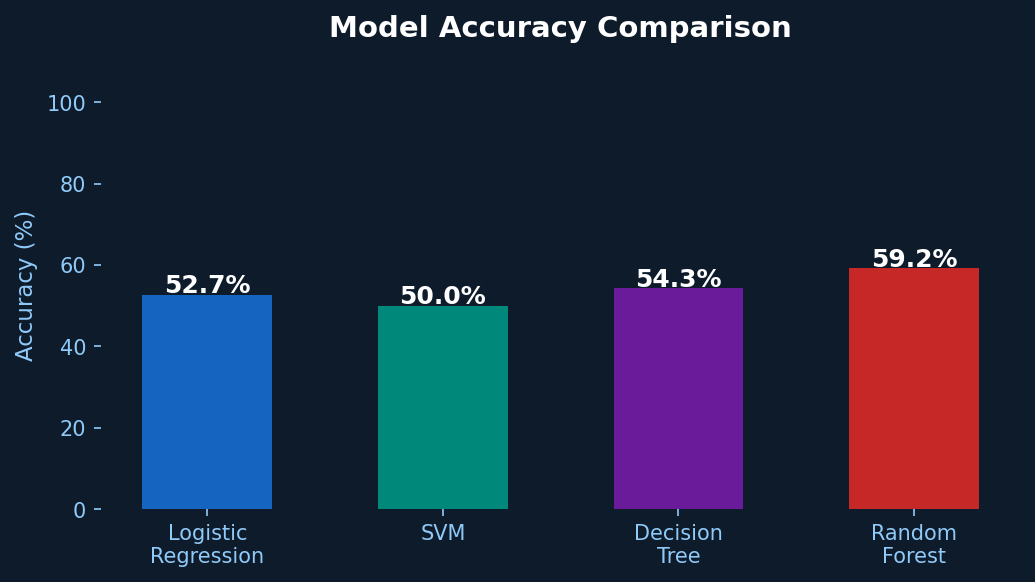 Model Accuracy Comparison
Accuracy (%)
100
80
60
40
20
0
52.7%
50.0%
54.3%
59.2%
Logistic
Regression
SVM
Decision
Tree
Random
Forest